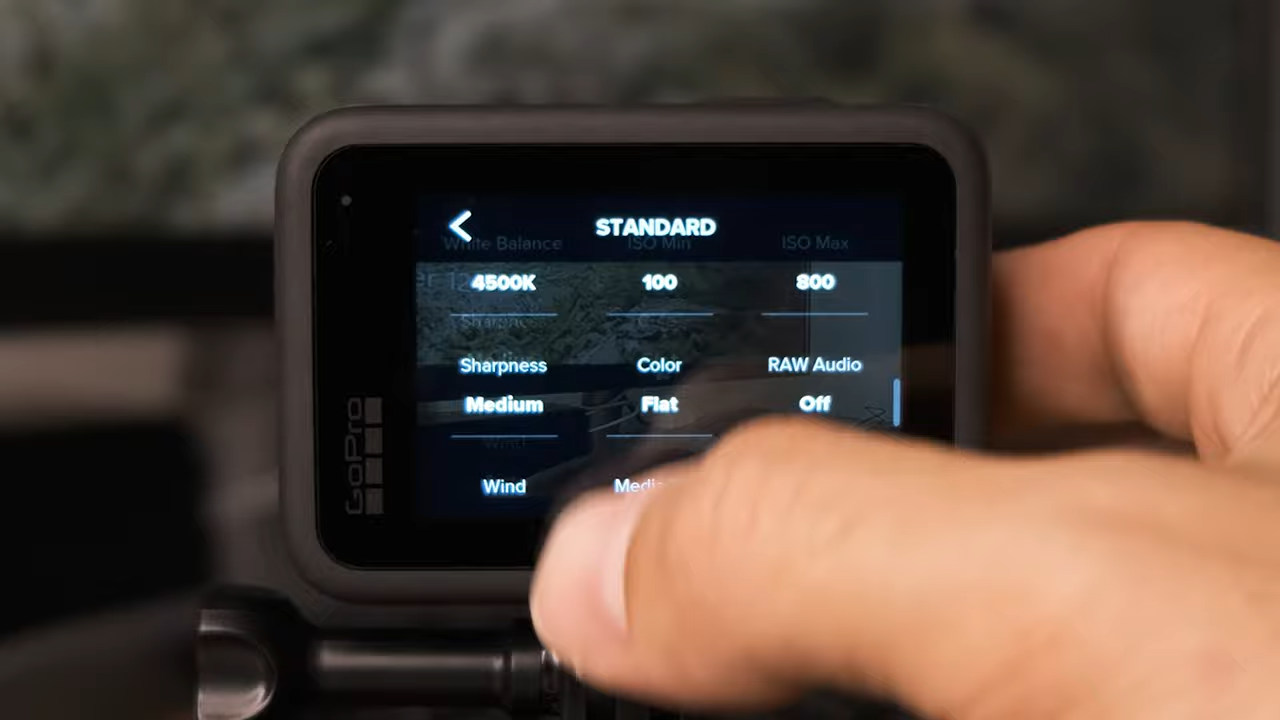 STANDARD
White Balance ISO Min ISO Max
4500K 100 800
Sharpness Color RAW Audio
Medium Flat Off
Wind
GoPro